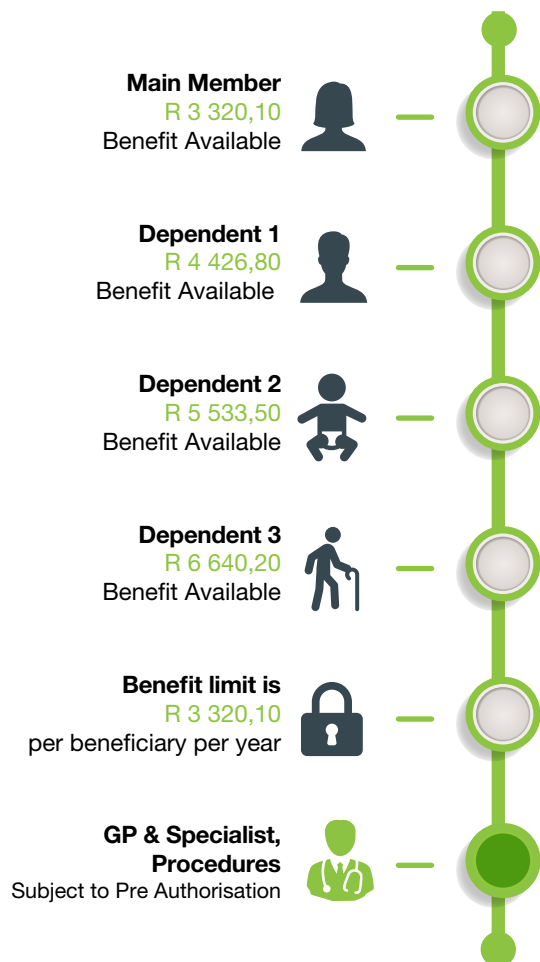 Main Member
R 3 320,10
Benefit Available
Dependent 1
R 4 426,80
Benefit Available
Dependent 2
R 5 533,50
Benefit Available
Dependent 3
R 6 640,20
Benefit Available
Benefit limit is
R 3 320,10
per beneficiary per year
GP & Specialist,
Procedures
Subject to Pre Authorisation